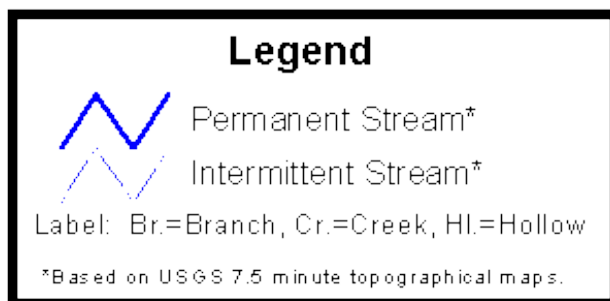 Legend
Permanent Stream*
Intermittent Stream*
Label: Br.=Branch, Cr.=Creek, Hl.=Hollow
*Based on USGS 7.5 minute topographical maps.